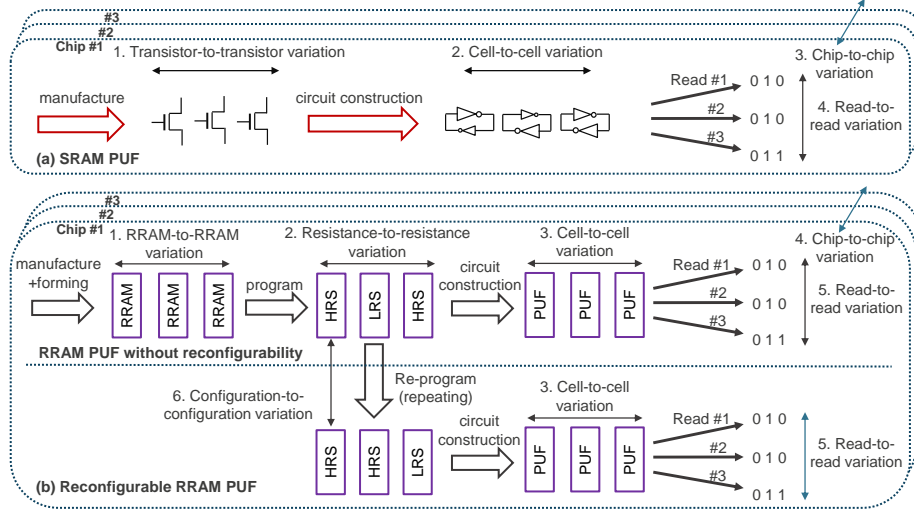 #3
#2
Chip #1
1. Transistor-to-transistor variation
2. Cell-to-cell variation
3. Chip-to-chip
variation
manufacture
circuit construction
Read #1
0 1 0
#2
0 1 0
#3
0 1 1
4. Read-to-
read variation
(a) SRAM PUF
#3
#2
Chip #1
1. RRAM-to-RRAM
variation
2. Resistance-to-resistance
variation
3. Cell-to-cell
variation
4. Chip-to-chip
variation
manufacture
+forming
RRAM
RRAM
RRAM
program
HRS
LRS
HRS
circuit
construction
PUF
PUF
PUF
Read #1
0 1 0
#2
0 1 0
#3
0 1 1
5. Read-to-
read variation
RRAM PUF without reconfigurability
6. Configuration-to-
configuration variation
Re-program
(repeating)
3. Cell-to-cell
variation
HRS
HRS
LRS
circuit
construction
PUF
PUF
PUF
Read #1
0 1 0
#2
0 1 0
#3
0 1 1
5. Read-to-
read variation
(b) Reconfigurable RRAM PUF